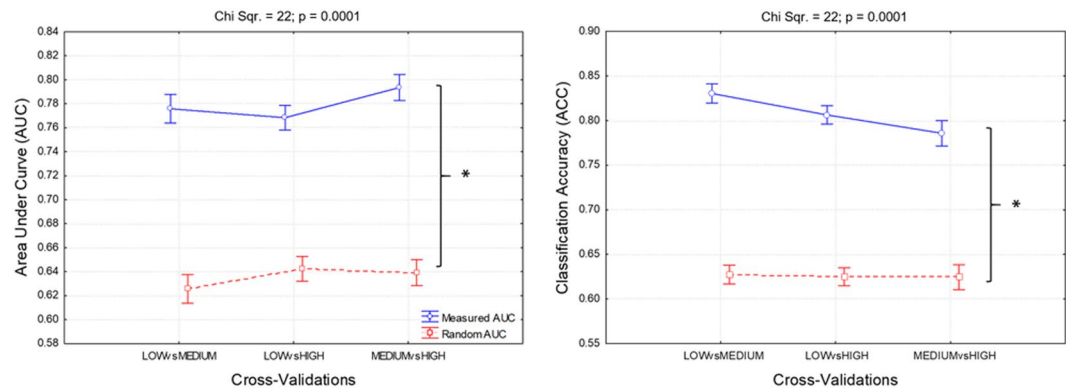 Chi Sqr. = 22; p = 0.0001
Area Under Curve (AUC)
0.84
0.82
0.80
0.78
0.76
0.74
0.72
0.70
0.68
0.66
0.64
0.62
0.60
0.58
*
Measured AUC
Random AUC
LOWvsMEDIUM LOWvsHIGH MEDIUMvsHIGH
Cross-Validations
Chi Sqr. = 22; p = 0.0001
Classification Accuracy (ACC)
0.90
0.85
0.80
0.75
0.70
0.65
0.60
0.55
*
LOWvsMEDIUM LOWvsHIGH MEDIUMvsHIGH
Cross-Validations